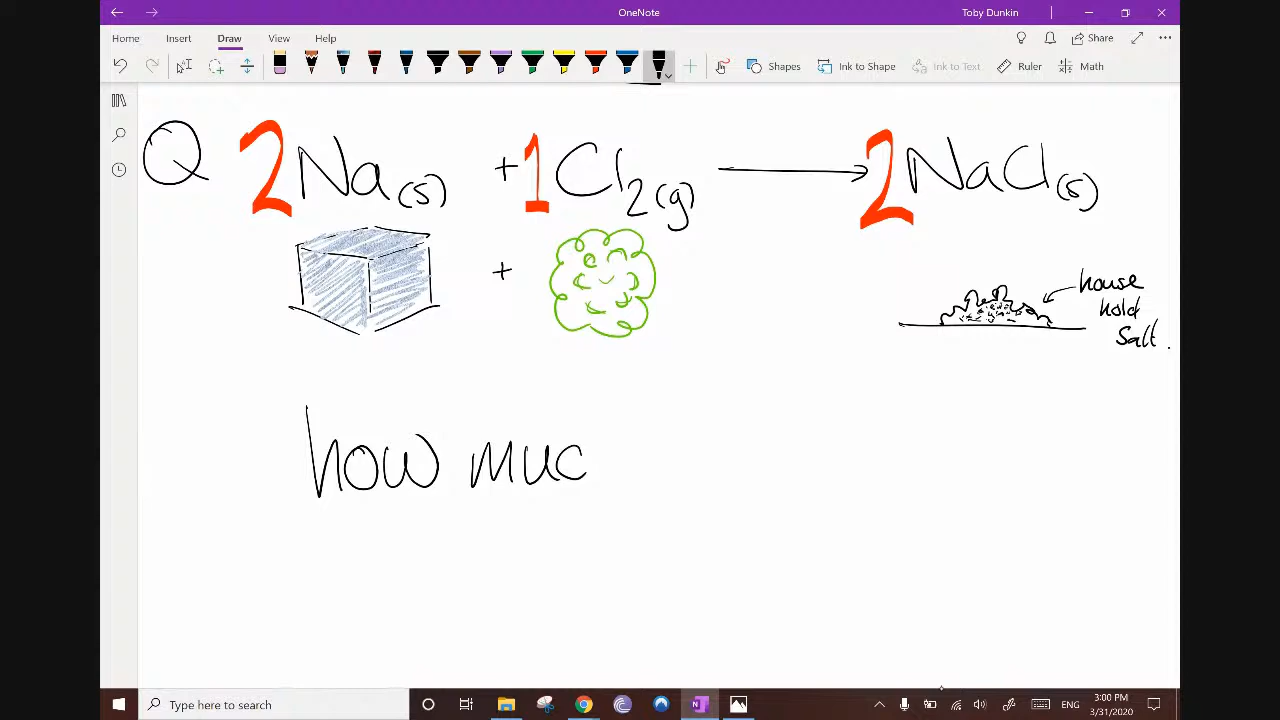 OneNote
Toby Dunkin
Home Insert Draw View Help
Share
Shapes
Ink to Shape
Ink to Text
Ruler
Math
Q 2Na(s) + 1Cl2(g) → 2NaCl(s)
+
house
hold
Salt.
how muc
Type here to search
ENG
3:00 PM
3/31/2020